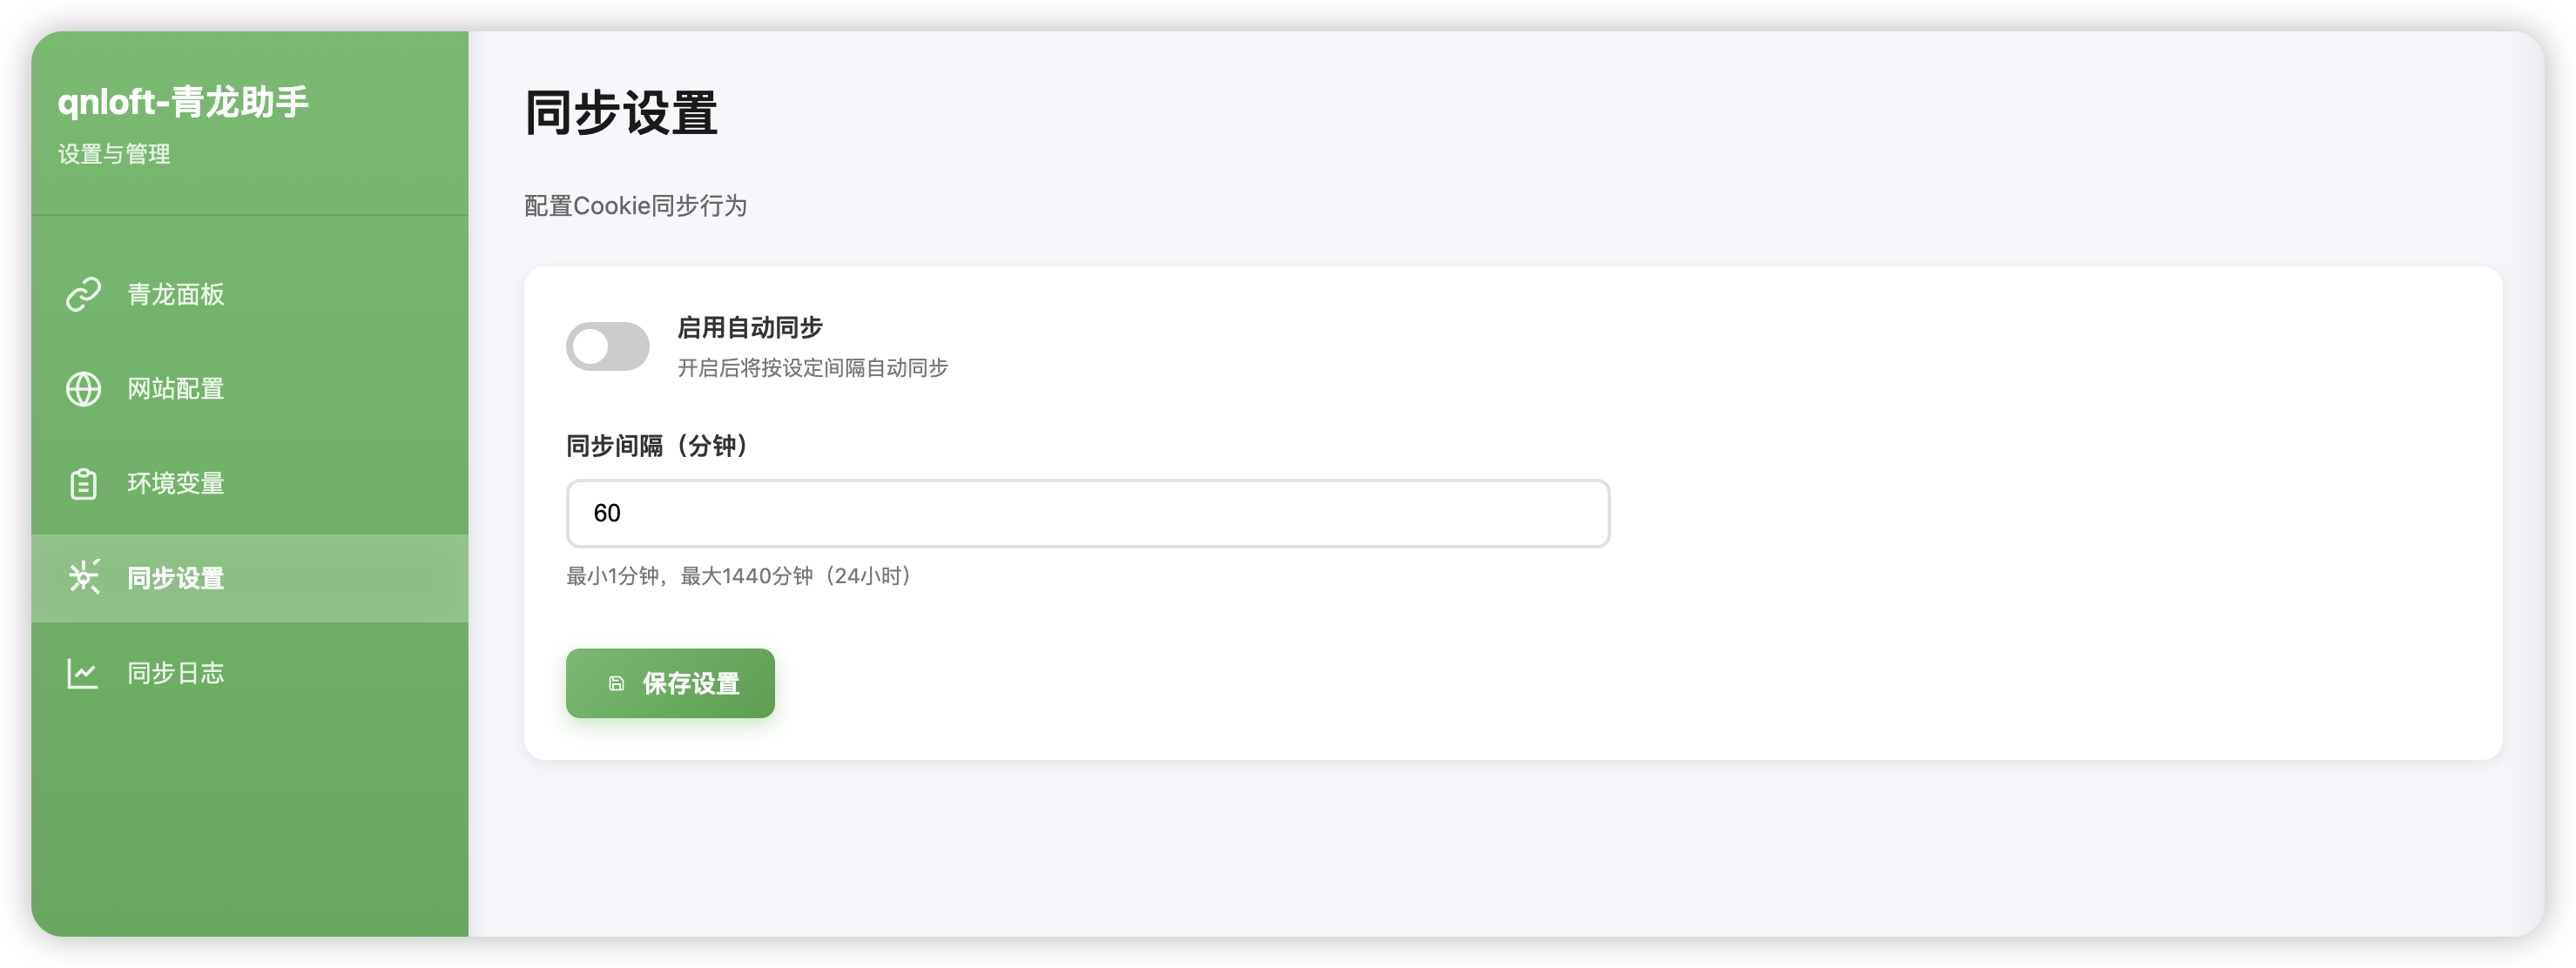 qnloft-青龙助手
设置与管理
青龙面板
网站配置
环境变量
同步设置
同步日志
同步设置
配置Cookie同步行为
启用自动同步
开启后将按设定间隔自动同步
同步间隔（分钟）
60
最小1分钟，最大1440分钟（24小时）
保存设置